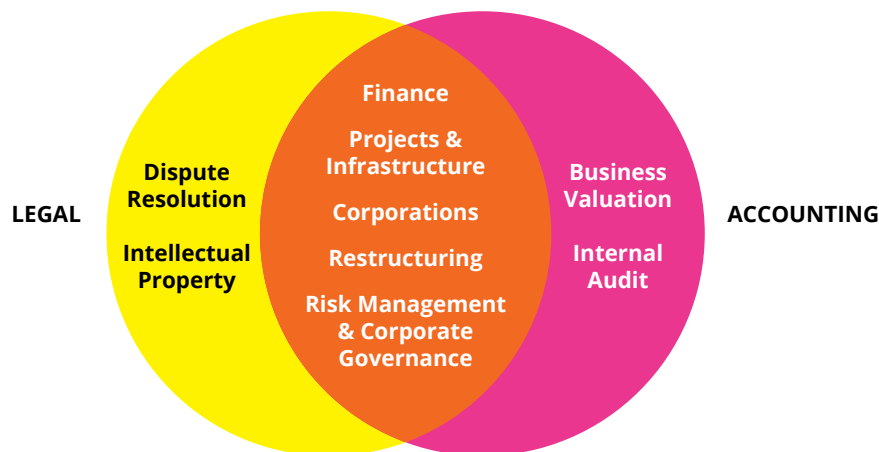 LEGAL
Dispute
Resolution
Intellectual
Property
Finance
Projects &
Infrastructure
Corporations
Restructuring
Risk Management
& Corporate
Governance
Business
Valuation
Internal
Audit
ACCOUNTING